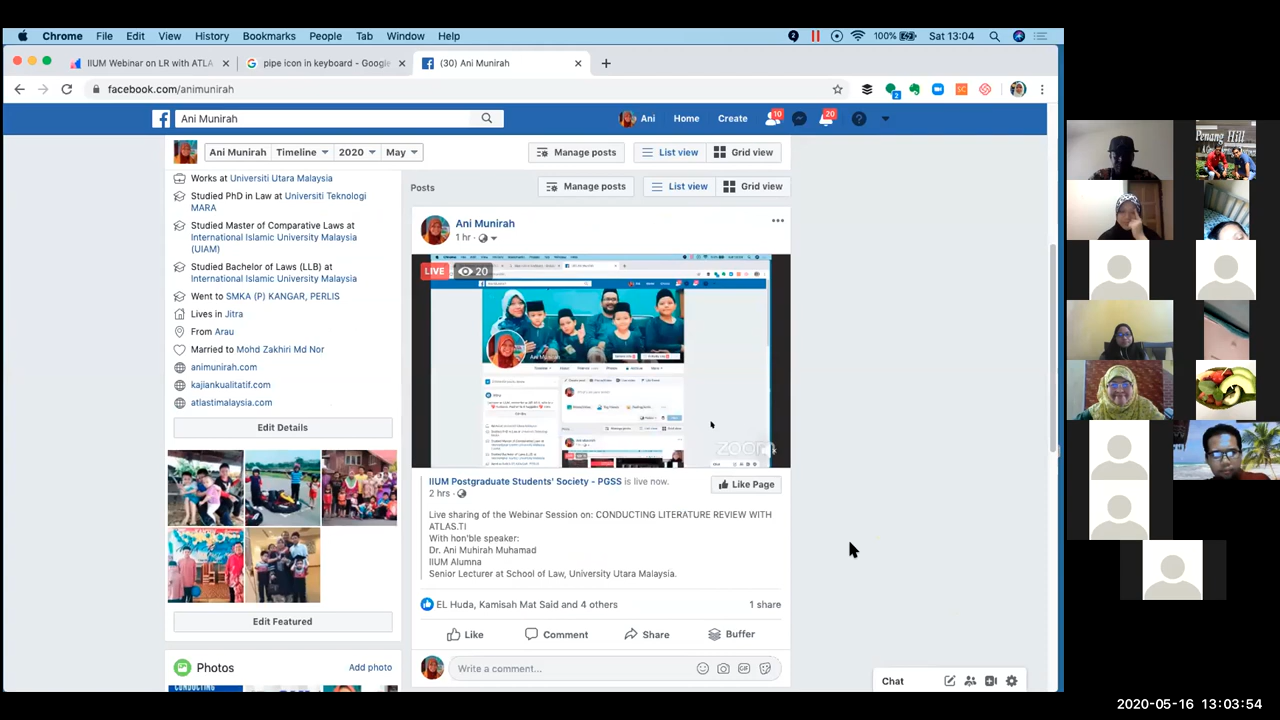 Chrome File Edit View History Bookmarks People Tab Window Help 100% Sat 13:04
IIUM Webinar on LR with ATLA
pipe icon in keyboard - Google
(30) Ani Munirah
facebook.com/animunirah
Ani Munirah
Ani Home Create 10 20
Ani Munirah Timeline 2020 May Manage posts List view Grid view
Works at Universiti Utara Malaysia
Studied PhD in Law at Universiti Teknologi
MARA
Studied Master of Comparative Laws at
International Islamic University Malaysia
(UIAM)
Studied Bachelor of Laws (LLB) at
International Islamic University Malaysia
Went to SMKA (P) KANGAR, PERLIS
Lives in Jitra
From Arau
Married to Mohd Zakhiri Md Nor
animunirah.com
kajiankualitatif.com
atlastimalaysia.com
Edit Details
Edit Featured
Photos Add photo
Posts Manage posts List view Grid view
Ani Munirah
1 hr
LIVE 20
Ani Munirah
zoom
IIUM Postgraduate Students' Society - PGSS is live now.
2 hrs
Like Page
Live sharing of the Webinar Session on: CONDUCTING LITERATURE REVIEW WITH
ATLAS.TI
With hon'ble speaker:
Dr. Ani Muhirah Muhamad
IIUM Alumna
Senior Lecturer at School of Law, University Utara Malaysia.
EL Huda, Kamisah Mat Said and 4 others 1 share
Like Comment Share Buffer
Write a comment...
Chat
Penang Hill
2020-05-16 13:03:54